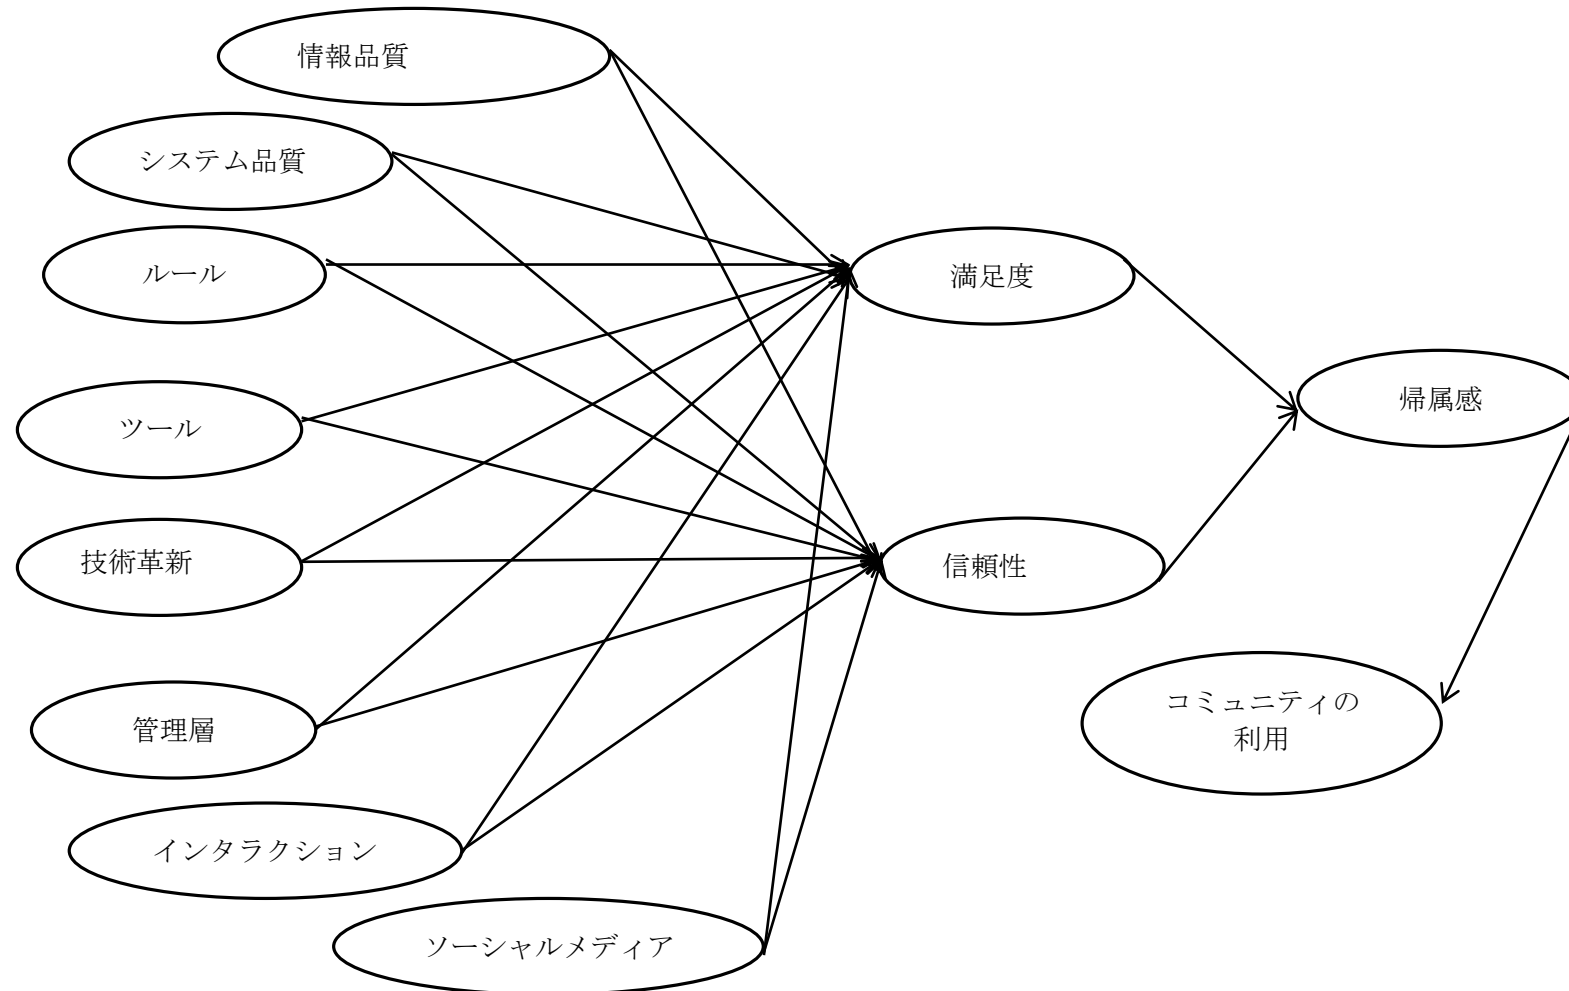 情報品質
システム品質
ルール
ツール
技術革新
管理層
インタラクション
ソーシャルメディア
満足度
信頼性
帰属感
コミュニティの
利用